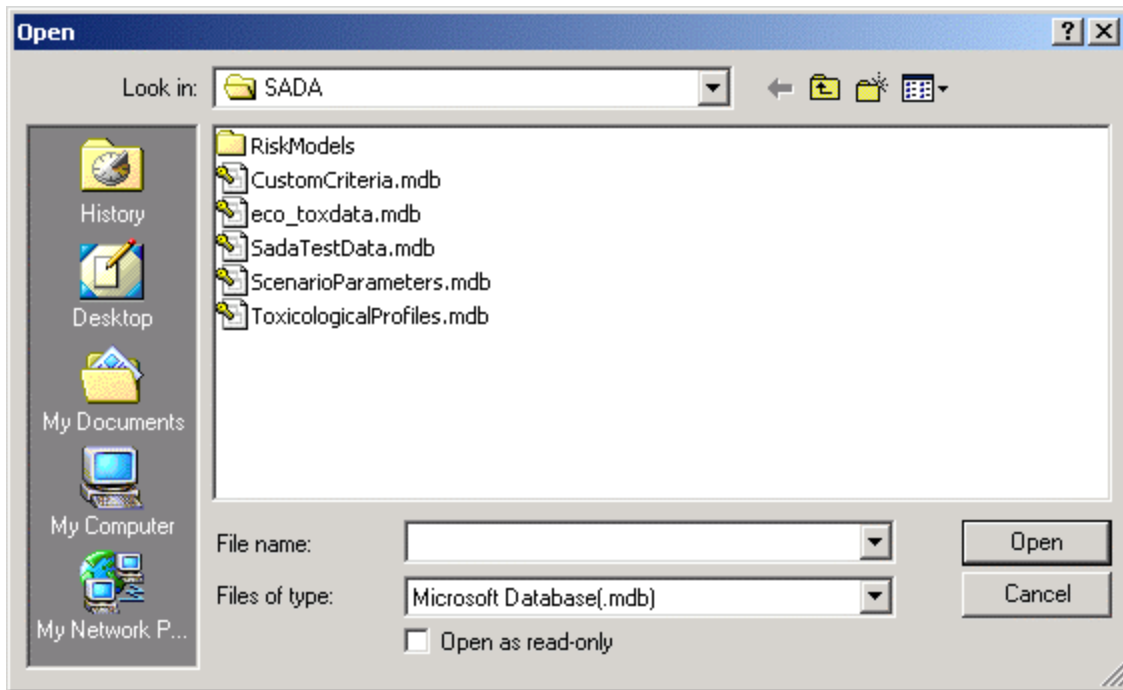 Open
Look in: SADA
History
Desktop
My Documents
My Computer
My Network P...
RiskModels
CustomCriteria.mdb
eco_toxdata.mdb
SadaTestData.mdb
ScenarioParameters.mdb
ToxicologicalProfiles.mdb
File name:
Open
Files of type: Microsoft Database(.mdb)
Cancel
Open as read-only